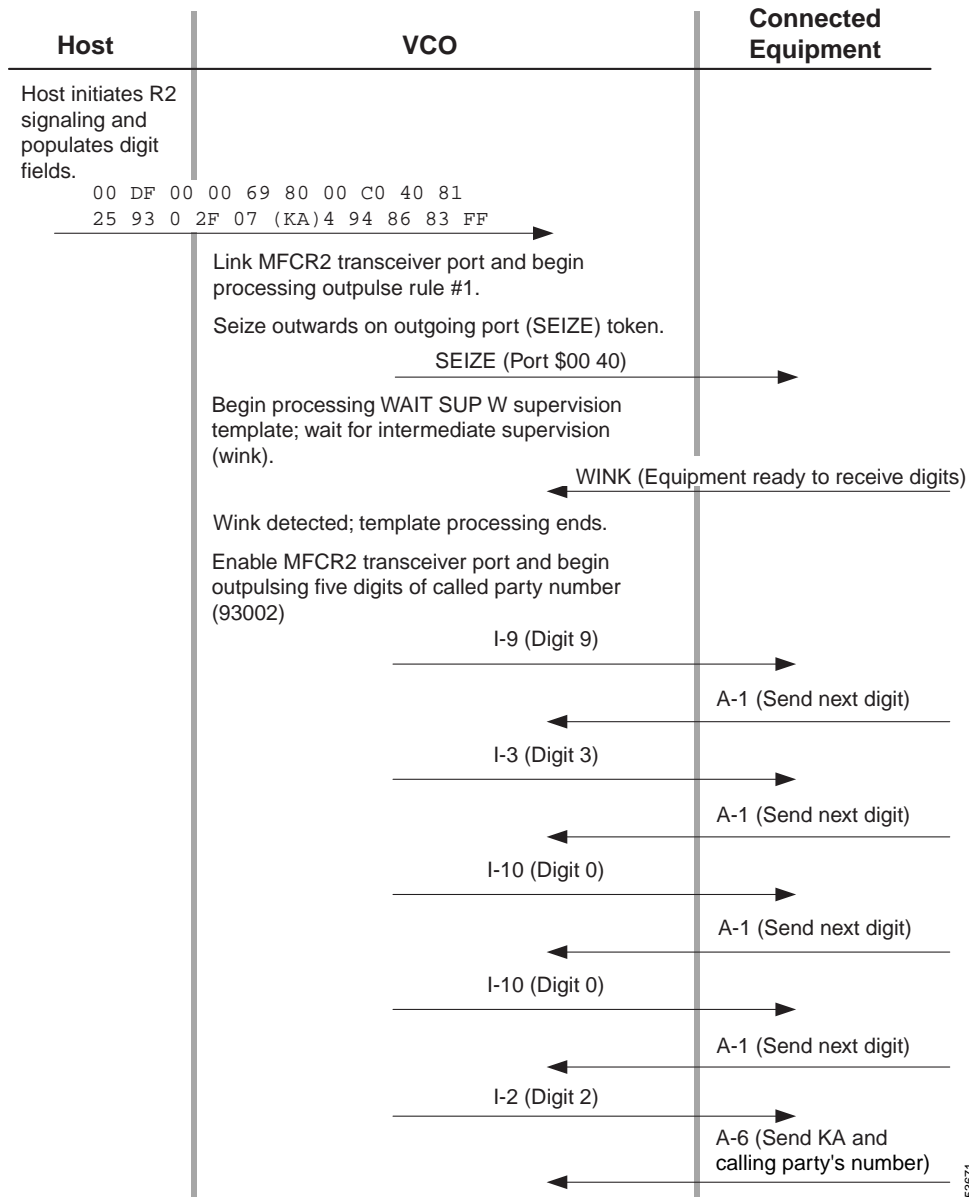 Host
VCO
Connected
Equipment
Host initiates R2
signaling and
populates digit
fields.
00 DF 00 00 69 80 00 C0 40 81
25 93 0 2F 07 (KA)4 94 86 83 FF
Link MFCR2 transceiver port and begin
processing outpulse rule #1.
Seize outwards on outgoing port (SEIZE) token.
SEIZE (Port $00 40)
Begin processing WAIT SUP W supervision
template; wait for intermediate supervision
(wink).
WINK (Equipment ready to receive digits)
Wink detected; template processing ends.
Enable MFCR2 transceiver port and begin
outpulsing five digits of called party number
(93002)
I-9 (Digit 9)
A-1 (Send next digit)
I-3 (Digit 3)
A-1 (Send next digit)
I-10 (Digit 0)
A-1 (Send next digit)
I-10 (Digit 0)
A-1 (Send next digit)
I-2 (Digit 2)
A-6 (Send KA and
calling party's number)